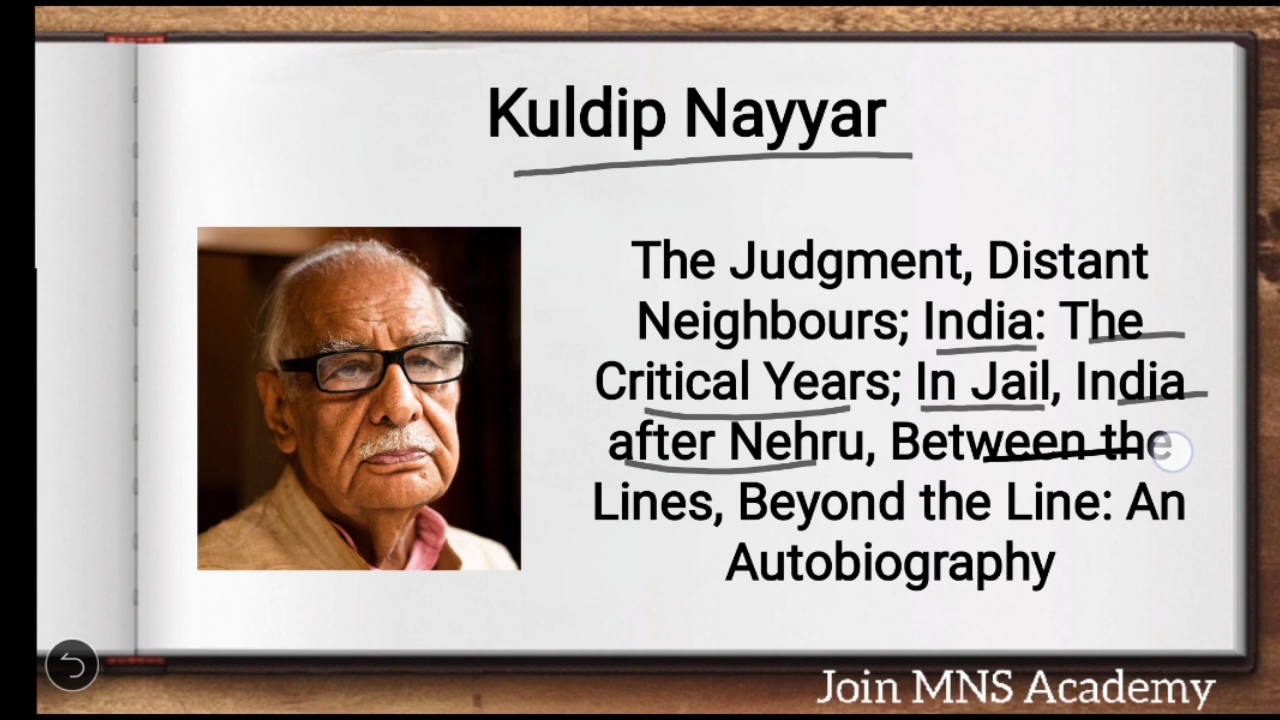 Kuldip Nayyar
The Judgment, Distant
Neighbours; India: The
Critical Years; In Jail, India
after Nehru, Between the
Lines, Beyond the Line: An
Autobiography
Join MNS Academy